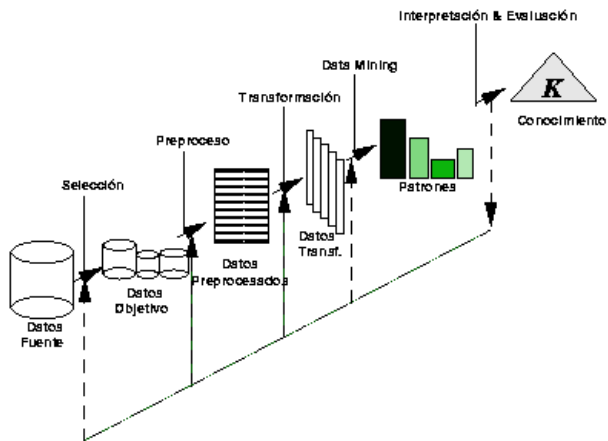 Interpretación & Evaluación
Data Mining
Transformación
Preproceso
Selección
K
Conocimiento
Patrones
Datos
Transf.
Datos
Preprocesados
Datos
Objetivo
Datos
Fuente